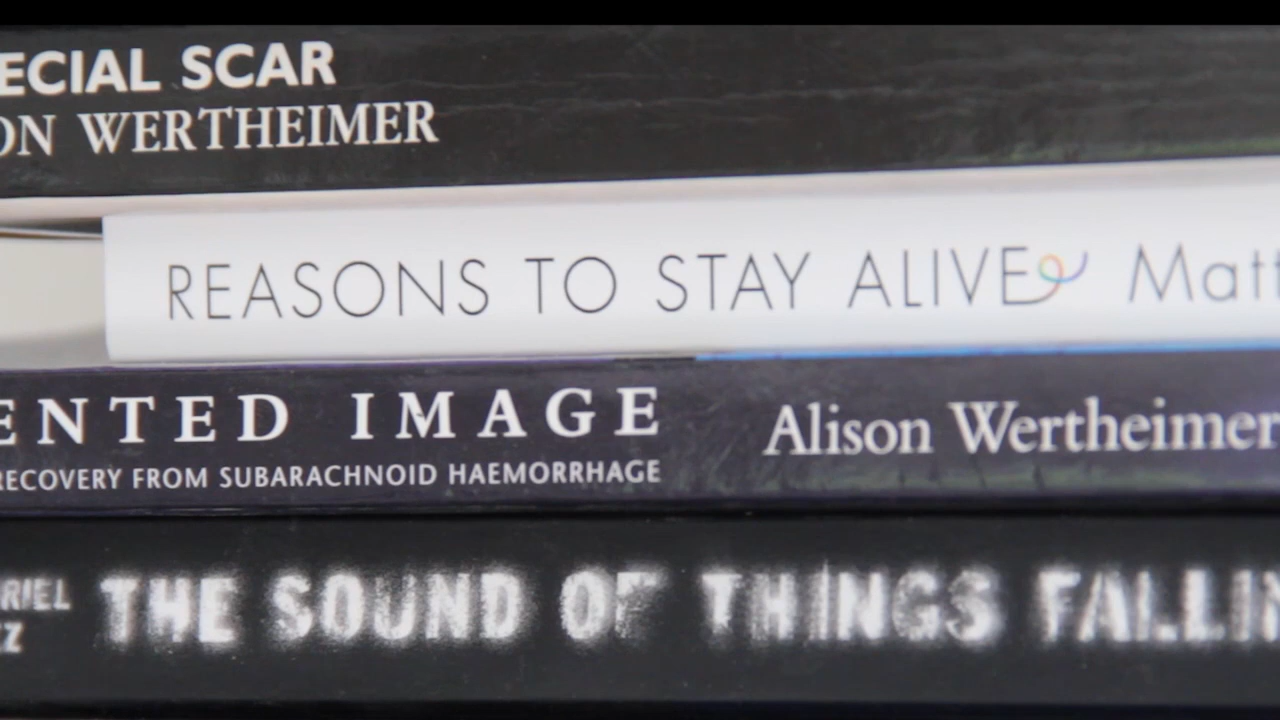 ECIAL SCAR
ON WERTHEIMER
REASONS TO STAY ALIVE Matt
ENTED IMAGE Alison Wertheimer
RECOVERY FROM SUBARACHNOID HAEMORRHAGE
RIEL THE SOUND OF THINGS FALLIN
EZ